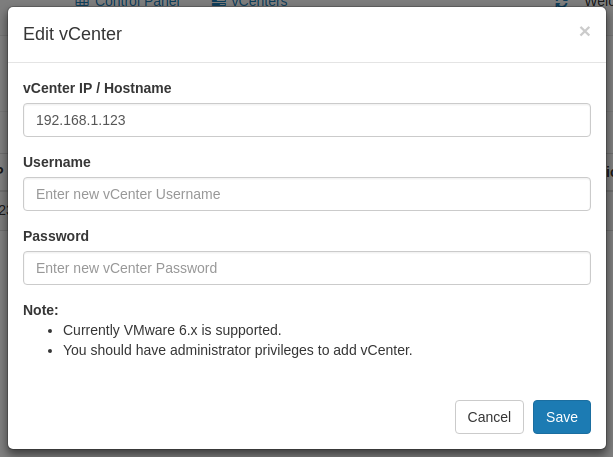 Control Panel vCenters
Edit vCenter
×
vCenter IP / Hostname
192.168.1.123
Username
Enter new vCenter Username
Password
Enter new vCenter Password
Note:
• Currently VMware 6.x is supported.
• You should have administrator privileges to add vCenter.
Cancel Save